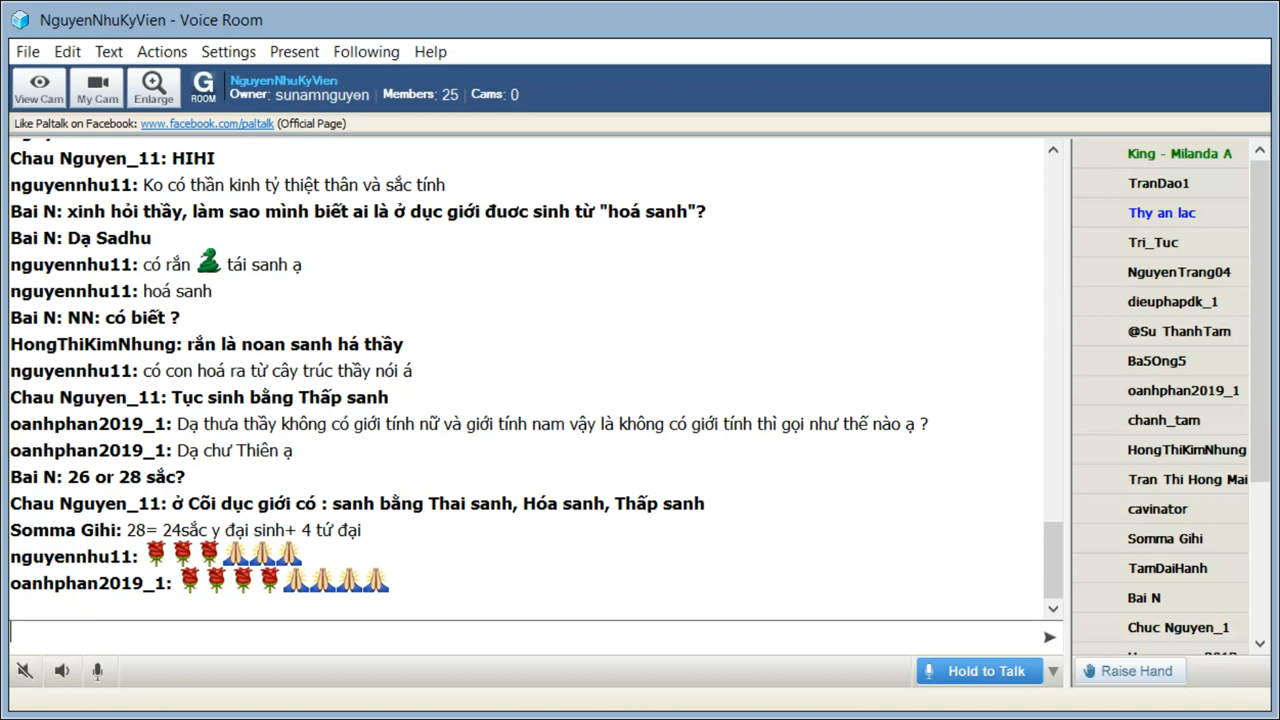 NguyenNhuKyVien - Voice Room
File Edit Text Actions Settings Present Following Help
View Cam My Cam Enlarge G ROOM NguyenNhuKyVien
Owner: sunamnguyen Members: 25 Cams: 0
Like Paltalk on Facebook: www.facebook.com/paltalk (Official Page)
Chau Nguyen_11: HIHI
nguyennhu11: Ko có thần kinh tỷ thiệt thân và sắc tính
Bai N: xinh hỏi thầy, làm sao mình biết ai là ở dục giới đuơc sinh từ "hoá sanh"?
Bai N: Dạ Sadhu
nguyennhu11: có rắn 🐍 tái sanh ạ
nguyennhu11: hoá sanh
Bai N: NN: có biết ?
HongThiKimNhung: rắn là noan sanh há thầy
nguyennhu11: có con hoá ra từ cây trúc thầy nói á
Chau Nguyen_11: Tục sinh bằng Thấp sanh
oanhphan2019_1: Dạ thưa thầy không có giới tính nữ và giới tính nam vậy là không có giới tính thì gọi như thế nào ạ ?
oanhphan2019_1: Dạ chư Thiên ạ
Bai N: 26 or 28 sắc?
Chau Nguyen_11: ở Cõi dục giới có : sanh bằng Thai sanh, Hóa sanh, Thấp sanh
Somma Gihi: 28= 24sắc y đại sinh+ 4 tứ đại
nguyennhu11: 🌹🌹🌹🙏🙏🙏
oanhphan2019_1: 🌹🌹🌹🌹🙏🙏🙏🙏
Hold to Talk
King - Milanda A
TranDao1
Thy an lac
Tri_Tuc
NguyenTrang04
dieuphapdk_1
@Su ThanhTam
Ba5Ong5
oanhphan2019_1
chanh_tam
HongThiKimNhung
Tran Thi Hong Mai
cavinator
Somma Gihi
TamDaiHanh
Bai N
Chuc Nguyen_1
Raise Hand